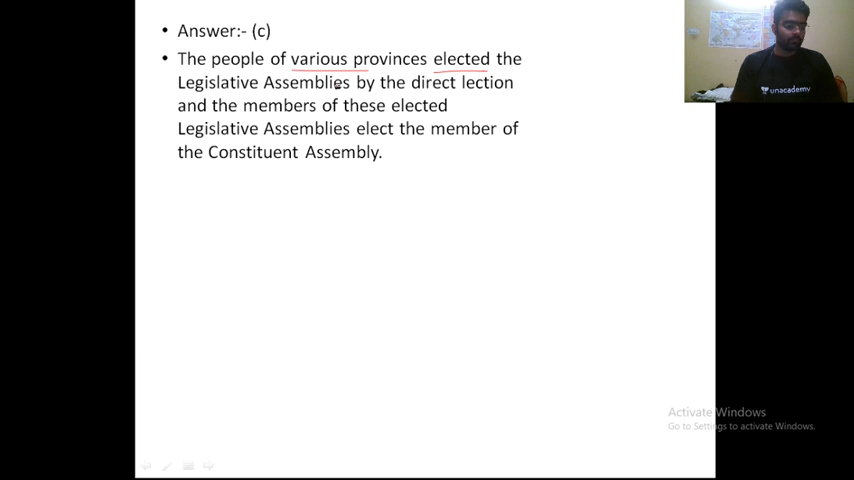 • Answer:- (c)
• The people of various provinces elected the
Legislative Assemblies by the direct lection
and the members of these elected
Legislative Assemblies elect the member of
the Constituent Assembly.
unacademy
Activate Windows
Go to Settings to activate Windows.